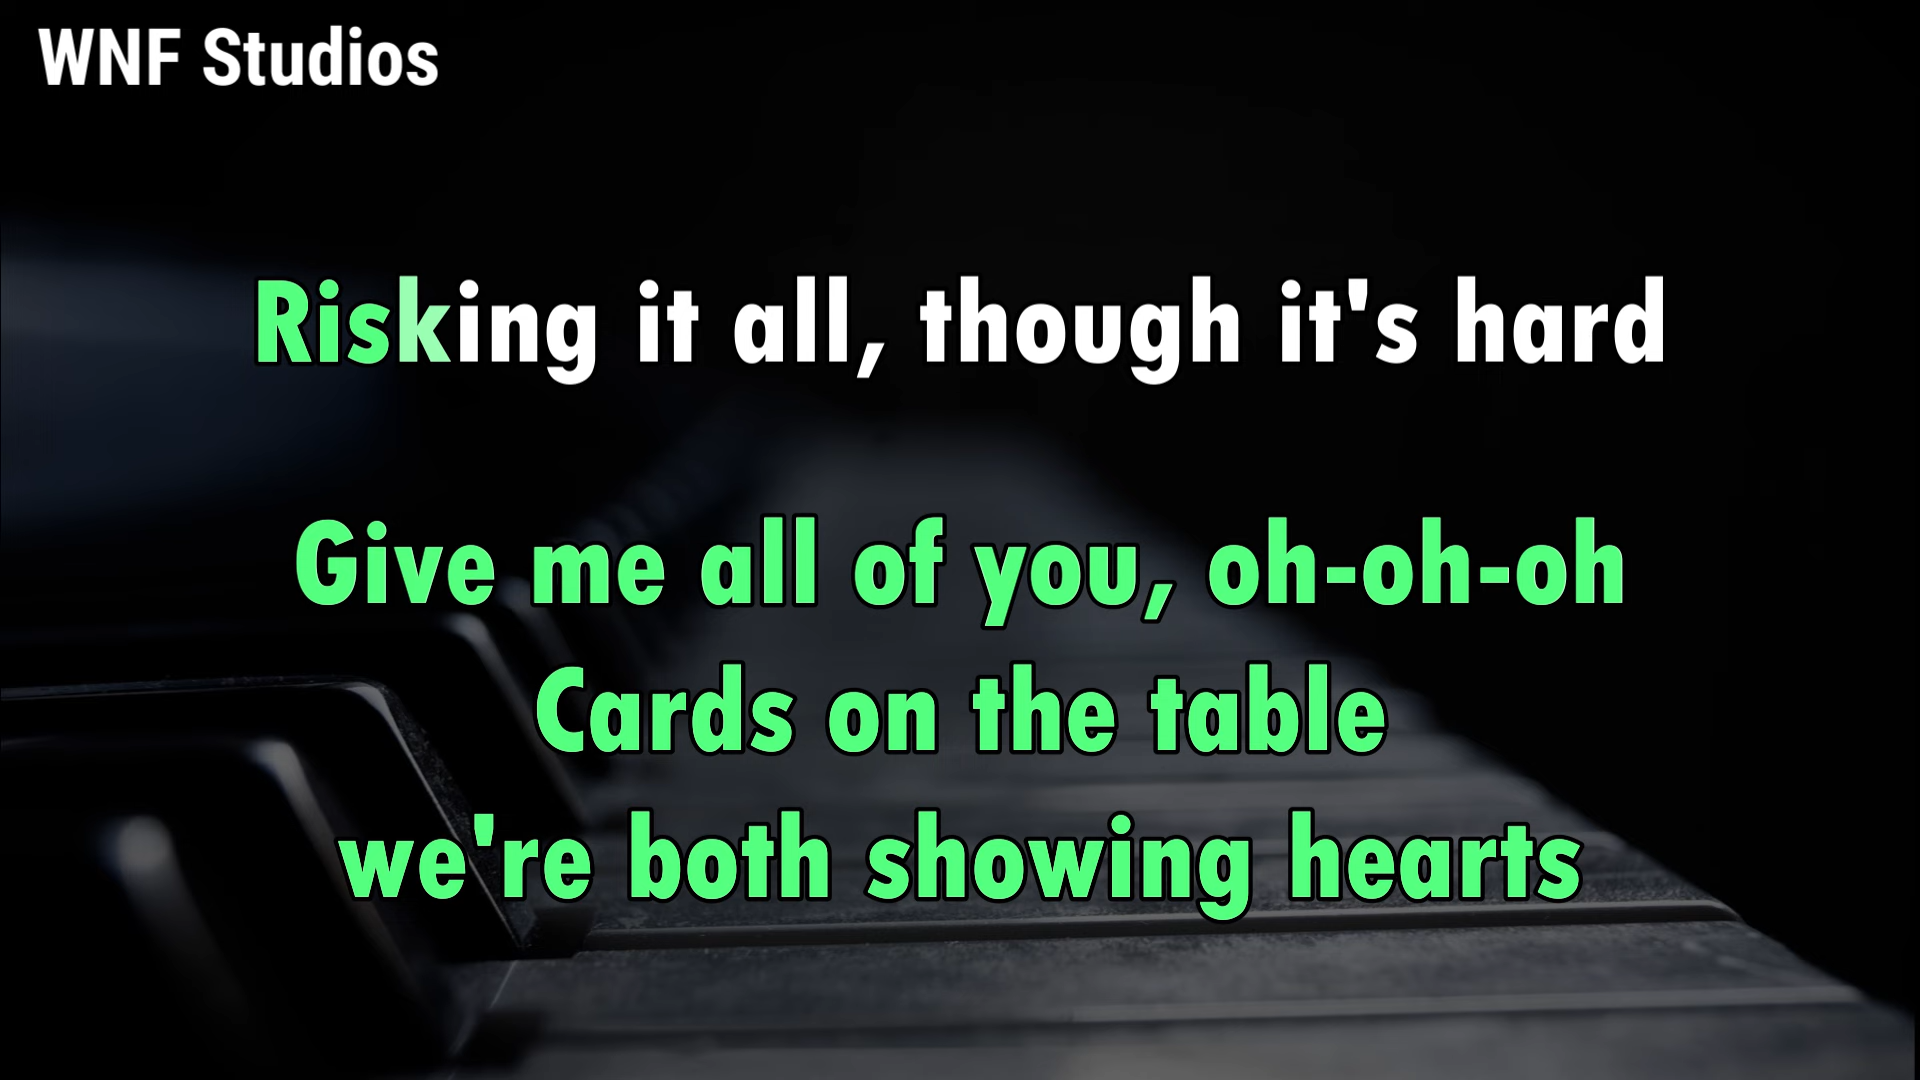 WNF Studios
Risking it all, though it's hard
Give me all of you, oh-oh-oh
Cards on the table
we're both showing hearts